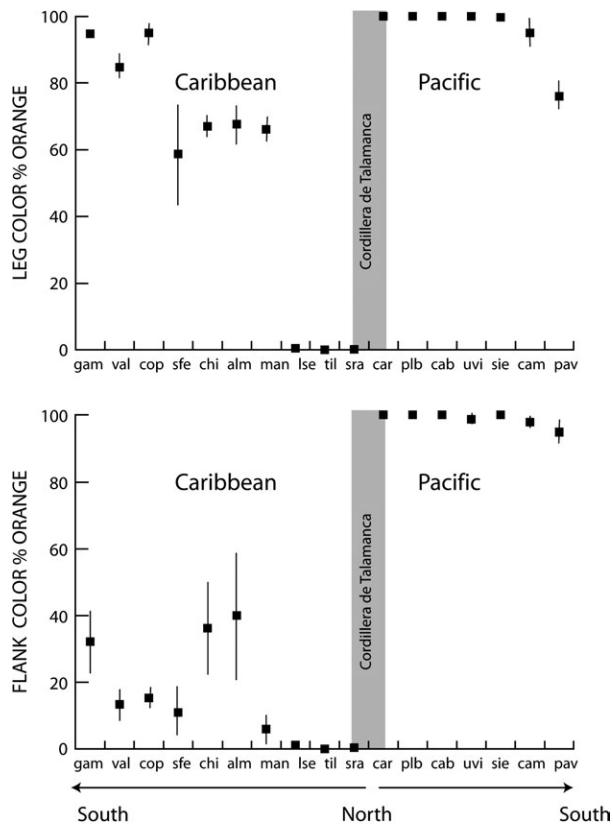 100
80
60
40
20
0
LEG COLOR % ORANGE
Caribbean
Pacific
Cordillera de Talamanca
gam val cop sfe chi alm man lse til sra car plb cab uvi sie cam pav
100
80
60
40
20
0
FLANK COLOR % ORANGE
Caribbean
Pacific
Cordillera de Talamanca
gam val cop sfe chi alm man lse til sra car plb cab uvi sie cam pav
South North South